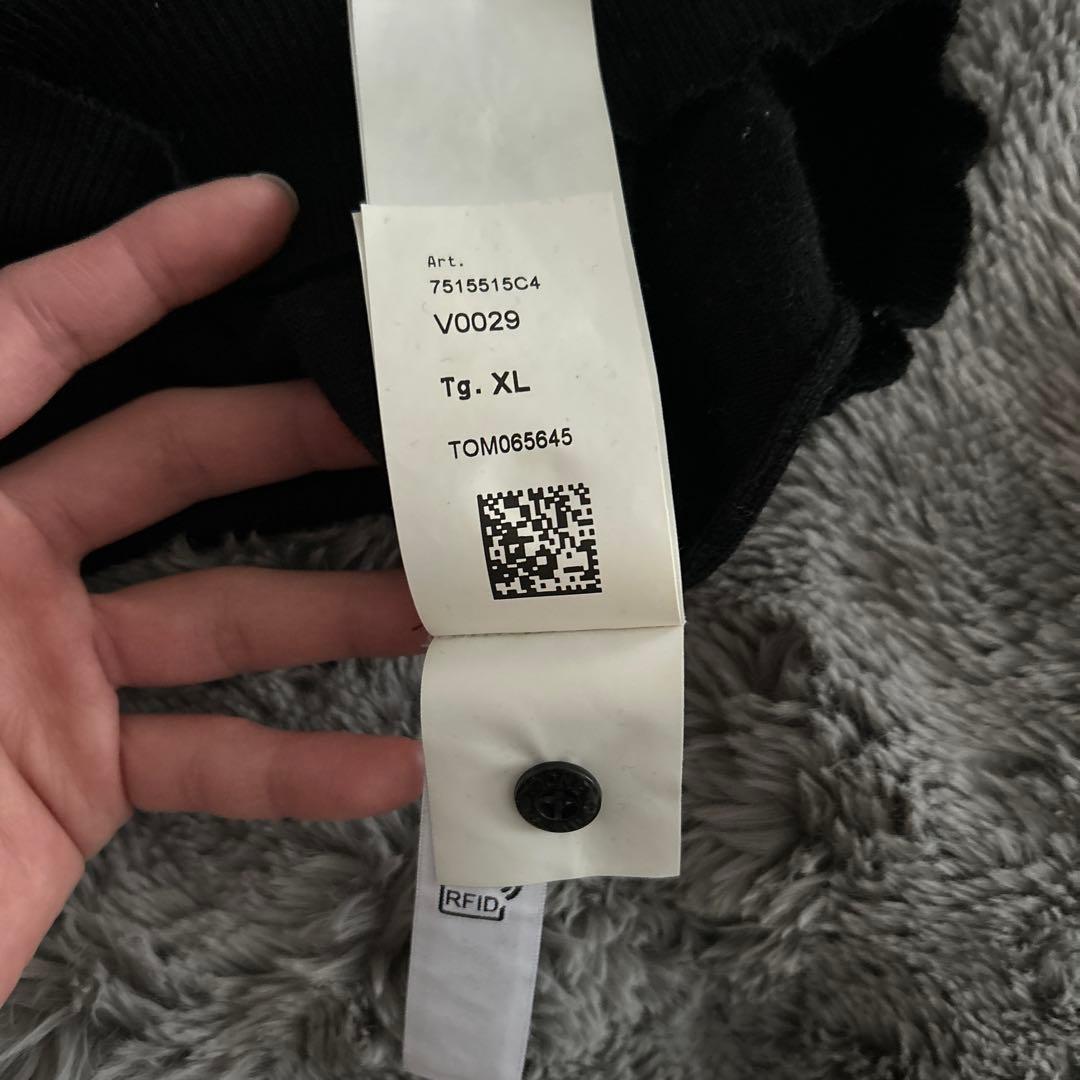 Art.
7515515C4
V0029
Tg. XL
TOM065645
RFID